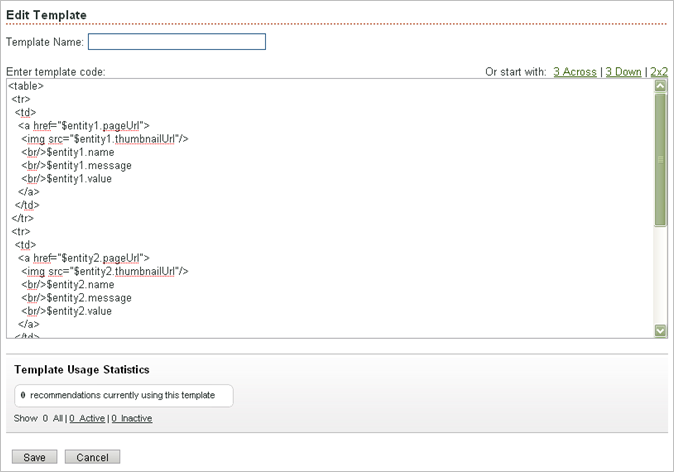 Edit Template
Template Name:
Enter template code: Or start with: 3 Across | 3 Down | 2x2
<table>
<tr>
<td>
<a href="$entity1.pageUrl">
<img src="$entity1.thumbnailUrl"/>
<br/>$entity1.name
<br/>$entity1.message
<br/>$entity1.value
</a>
</td>
</tr>
<tr>
<td>
<a href="$entity2.pageUrl">
<img src="$entity2.thumbnailUrl"/>
<br/>$entity2.name
<br/>$entity2.message
<br/>$entity2.value
</a>
</td>
Template Usage Statistics
0 recommendations currently using this template
Show 0 All | 0 Active | 0 Inactive
Save Cancel